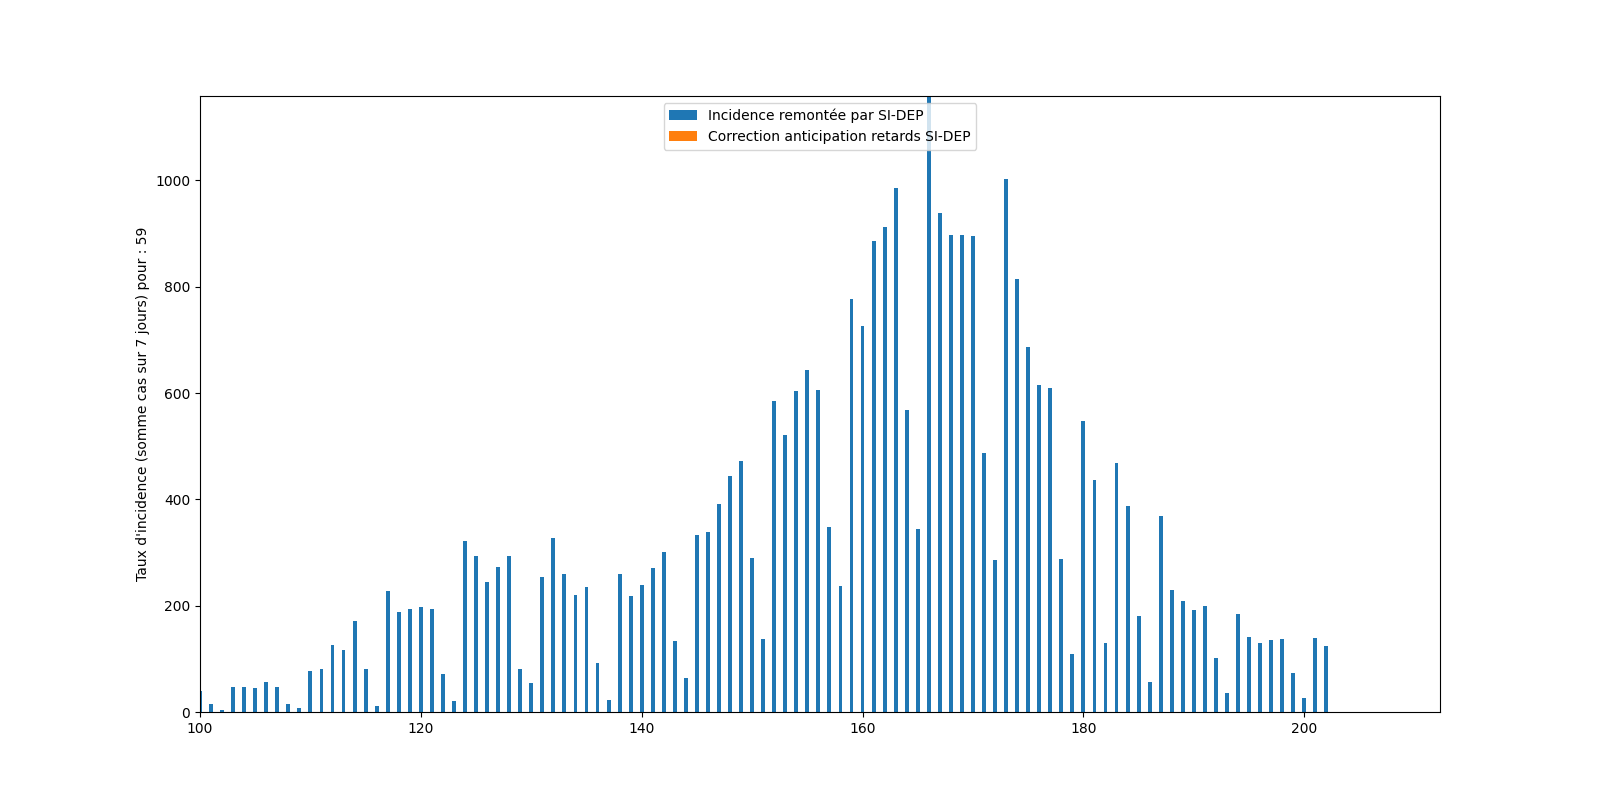 Incidence remontée par SI-DEP
Correction anticipation retards SI-DEP
Taux d'incidence (somme cas sur 7 jours) pour : 59
1000
800
600
400
200
0
100 120 140 160 180 200